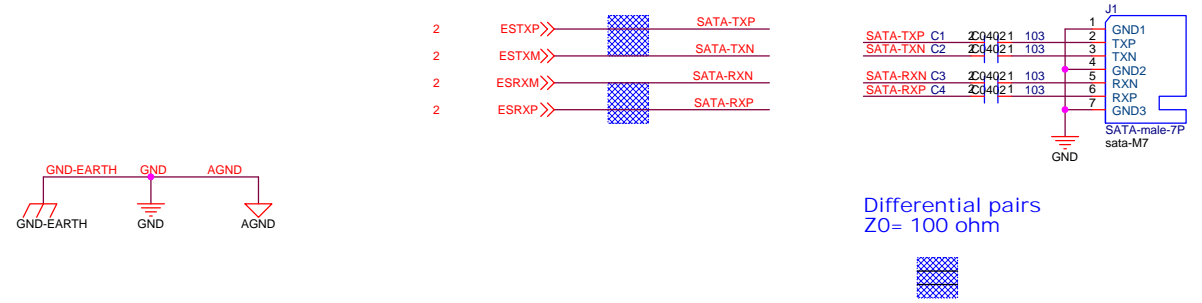 2 ESTXP SATA-TXP
2 ESTXM SATA-TXN
2 ESRXM SATA-RXN
2 ESRXP SATA-RXP
J1
1 GND1
SATA-TXP C1 2 C0402 1 103 2 TXP
SATA-TXN C2 2 C0402 1 103 3 TXN
4 GND2
SATA-RXN C3 2 C0402 1 103 5 RXN
SATA-RXP C4 2 C0402 1 103 6 RXP
7 GND3
SATA-male-7P
sata-M7
GND
GND-EARTH GND AGND
GND-EARTH GND AGND
Differential pairs
Z0= 100 ohm